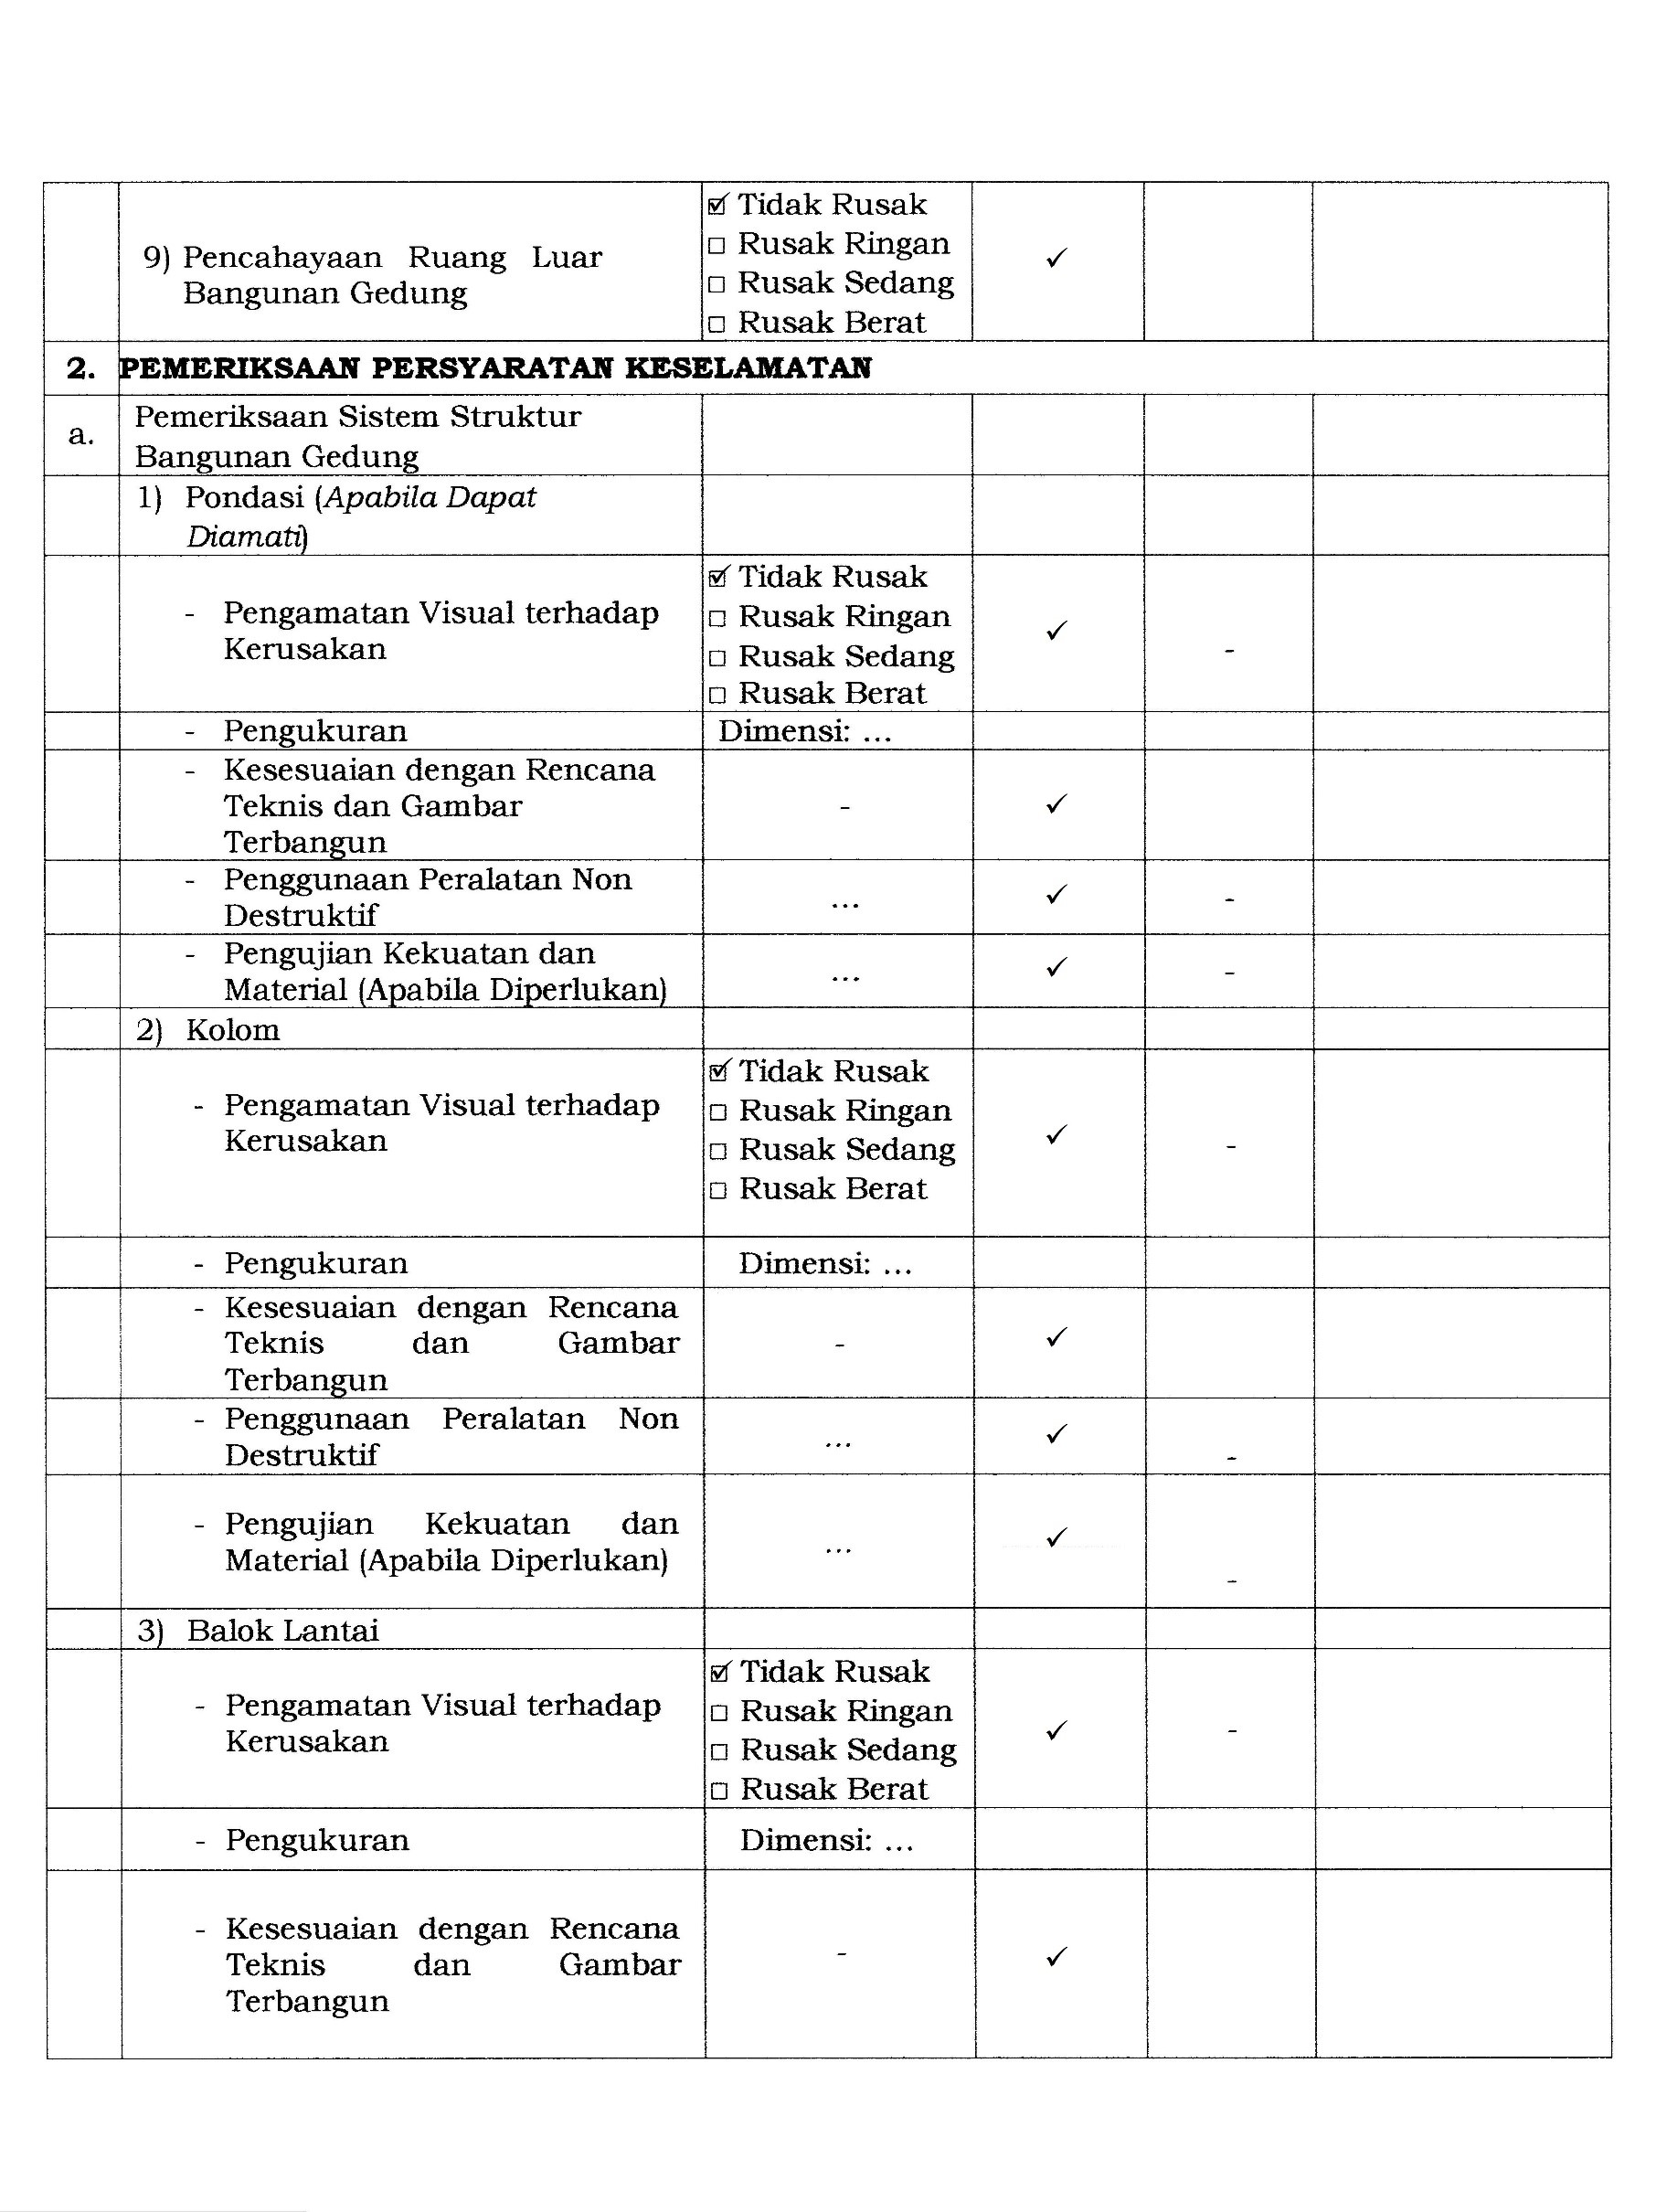 ☑ Tidak Rusak
9) Pencahayaan Ruang Luar
Bangunan Gedung
☐ Rusak Ringan
☐ Rusak Sedang
☐ Rusak Berat
✓
2. PEMERIKSAAN PERSYARATAN KESELAMATAN
a. Pemeriksaan Sistem Struktur
Bangunan Gedung
1) Pondasi (Apabila Dapat
Diamati)
- Pengamatan Visual terhadap
Kerusakan
☑ Tidak Rusak
☐ Rusak Ringan
☐ Rusak Sedang
☐ Rusak Berat
✓
-
- Pengukuran
Dimensi: ...
- Kesesuaian dengan Rencana
Teknis dan Gambar
Terbangun
-
✓
- Penggunaan Peralatan Non
Destruktif
...
✓
-
- Pengujian Kekuatan dan
Material (Apabila Diperlukan)
...
✓
-
2) Kolom
- Pengamatan Visual terhadap
Kerusakan
☑ Tidak Rusak
☐ Rusak Ringan
☐ Rusak Sedang
☐ Rusak Berat
✓
-
- Pengukuran
Dimensi: ...
- Kesesuaian dengan Rencana
Teknis dan Gambar
Terbangun
-
✓
- Penggunaan Peralatan Non
Destruktif
...
✓
-
- Pengujian Kekuatan dan
Material (Apabila Diperlukan)
...
✓
-
3) Balok Lantai
- Pengamatan Visual terhadap
Kerusakan
☑ Tidak Rusak
☐ Rusak Ringan
☐ Rusak Sedang
☐ Rusak Berat
✓
-
- Pengukuran
Dimensi: ...
- Kesesuaian dengan Rencana
Teknis dan Gambar
Terbangun
-
✓